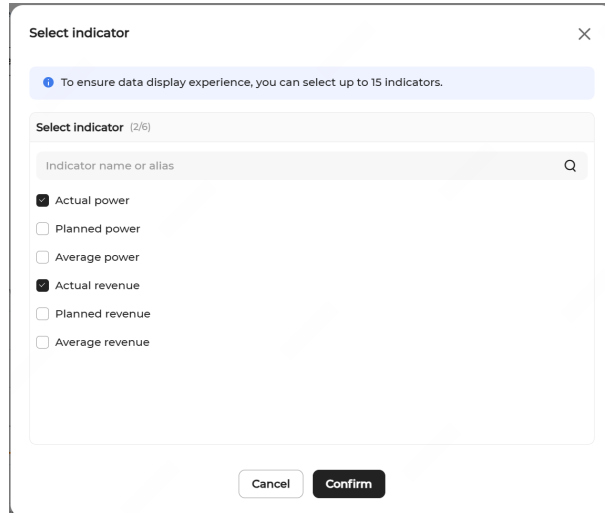 Select indicator
To ensure data display experience, you can select up to 15 indicators.
Select indicator (2/6)
Indicator name or alias
Actual power
Planned power
Average power
Actual revenue
Planned revenue
Average revenue
Cancel Confirm